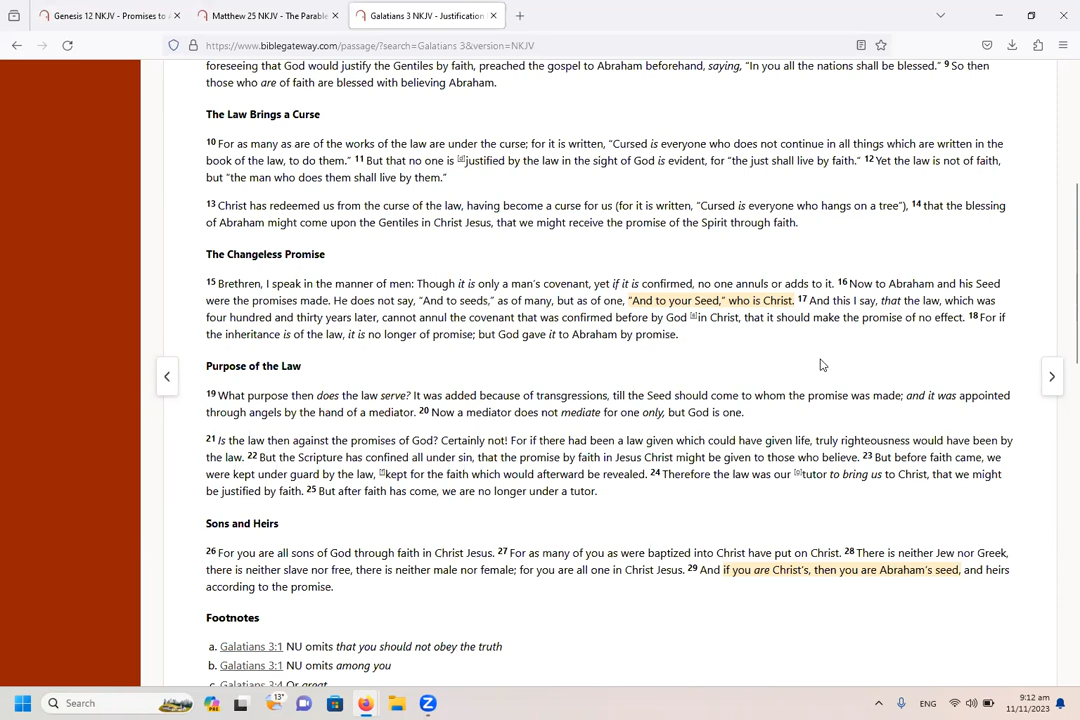 Genesis 12 NKJV - Promises to A
Matthew 25 NKJV - The Parable
Galatians 3 NKJV - Justification
https://www.biblegateway.com/passage/?search=Galatians 3&version=NKJV
foreseeing that God would justify the Gentiles by faith, preached the gospel to Abraham beforehand, saying, “In you all the nations shall be blessed.” 9 So then
those who are of faith are blessed with believing Abraham.
The Law Brings a Curse
10 For as many as are of the works of the law are under the curse; for it is written, “Cursed is everyone who does not continue in all things which are written in the
book of the law, to do them.” 11 But that no one is [d]justified by the law in the sight of God is evident, for “the just shall live by faith.” 12 Yet the law is not of faith,
but “the man who does them shall live by them.”
13 Christ has redeemed us from the curse of the law, having become a curse for us (for it is written, “Cursed is everyone who hangs on a tree”), 14 that the blessing
of Abraham might come upon the Gentiles in Christ Jesus, that we might receive the promise of the Spirit through faith.
The Changeless Promise
15 Brethren, I speak in the manner of men: Though it is only a man’s covenant, yet if it is confirmed, no one annuls or adds to it. 16 Now to Abraham and his Seed
were the promises made. He does not say, “And to seeds,” as of many, but as of one, “And to your Seed,” who is Christ. 17 And this I say, that the law, which was
four hundred and thirty years later, cannot annul the covenant that was confirmed before by God [e]in Christ, that it should make the promise of no effect. 18 For if
the inheritance is of the law, it is no longer of promise; but God gave it to Abraham by promise.
Purpose of the Law
19 What purpose then does the law serve? It was added because of transgressions, till the Seed should come to whom the promise was made; and it was appointed
through angels by the hand of a mediator. 20 Now a mediator does not mediate for one only, but God is one.
21 Is the law then against the promises of God? Certainly not! For if there had been a law given which could have given life, truly righteousness would have been by
the law. 22 But the Scripture has confined all under sin, that the promise by faith in Jesus Christ might be given to those who believe. 23 But before faith came, we
were kept under guard by the law, [f]kept for the faith which would afterward be revealed. 24 Therefore the law was our [g]tutor to bring us to Christ, that we might
be justified by faith. 25 But after faith has come, we are no longer under a tutor.
Sons and Heirs
26 For you are all sons of God through faith in Christ Jesus. 27 For as many of you as were baptized into Christ have put on Christ. 28 There is neither Jew nor Greek,
there is neither slave nor free, there is neither male nor female; for you are all one in Christ Jesus. 29 And if you are Christ’s, then you are Abraham’s seed, and heirs
according to the promise.
Footnotes
a. Galatians 3:1 NU omits that you should not obey the truth
b. Galatians 3:1 NU omits among you
c. Galatians 3:4 Or great
Search
PRE
13°
ENG
9:12 am
11/11/2023